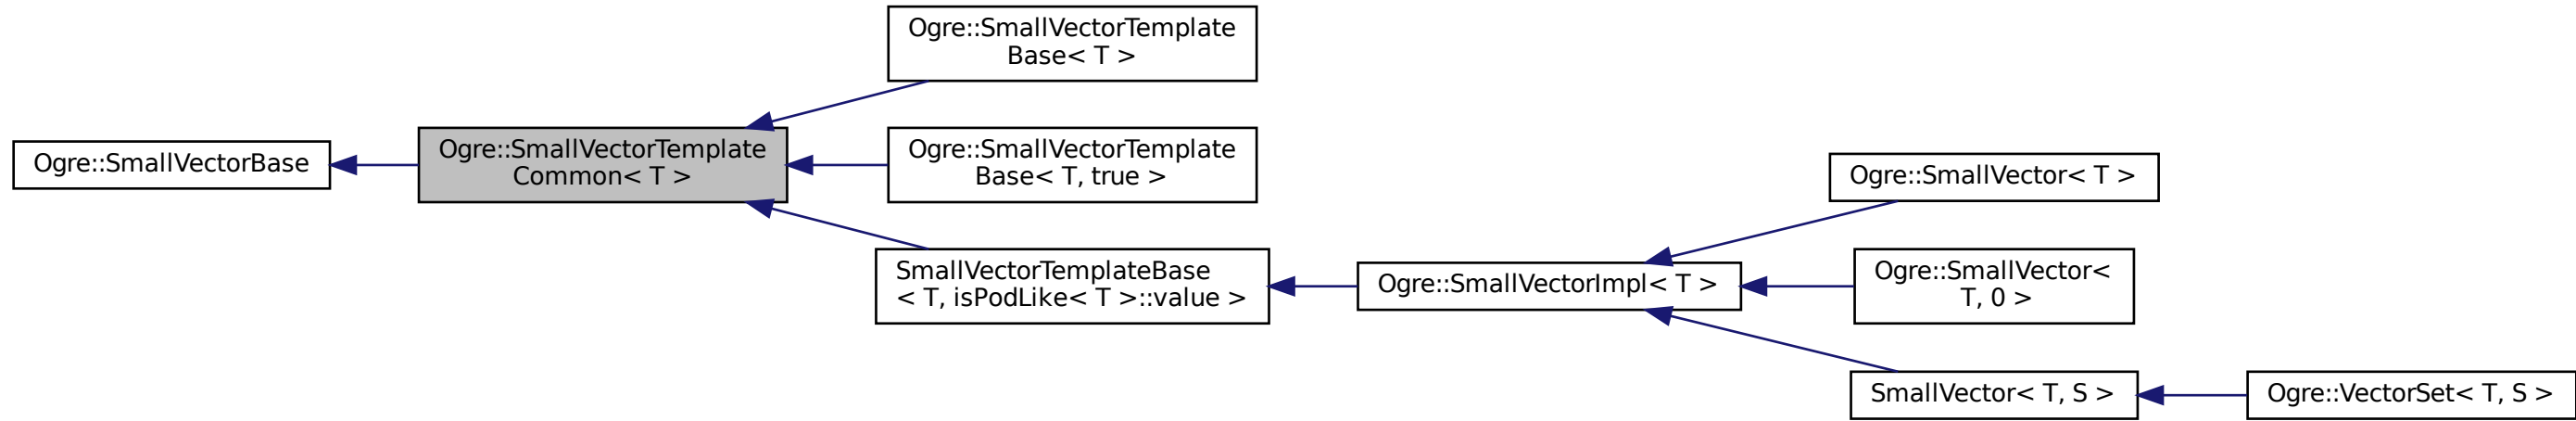 Ogre::SmallVectorBase
Ogre::SmallVectorTemplate
Common< T >
Ogre::SmallVectorTemplate
Base< T >
Ogre::SmallVectorTemplate
Base< T, true >
SmallVectorTemplateBase
< T, isPodLike< T >::value >
Ogre::SmallVectorImpl< T >
Ogre::SmallVector< T >
Ogre::SmallVector<
T, 0 >
SmallVector< T, S >
Ogre::VectorSet< T, S >